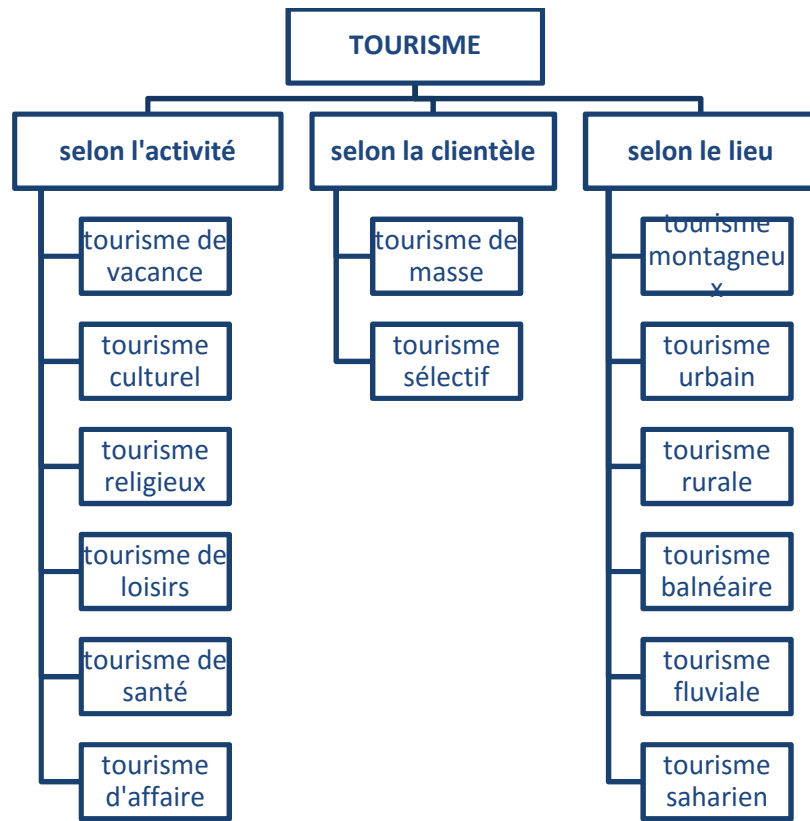 TOURISME
selon l'activité
tourisme de
vacance
tourisme
culturel
tourisme
religieux
tourisme de
loisirs
tourisme de
santé
tourisme
d'affaire
selon la clientèle
tourisme de
masse
tourisme
sélectif
selon le lieu
tourisme
montagneu
x
tourisme
urbain
tourisme
rurale
tourisme
balnéaire
tourisme
fluviale
tourisme
saharien